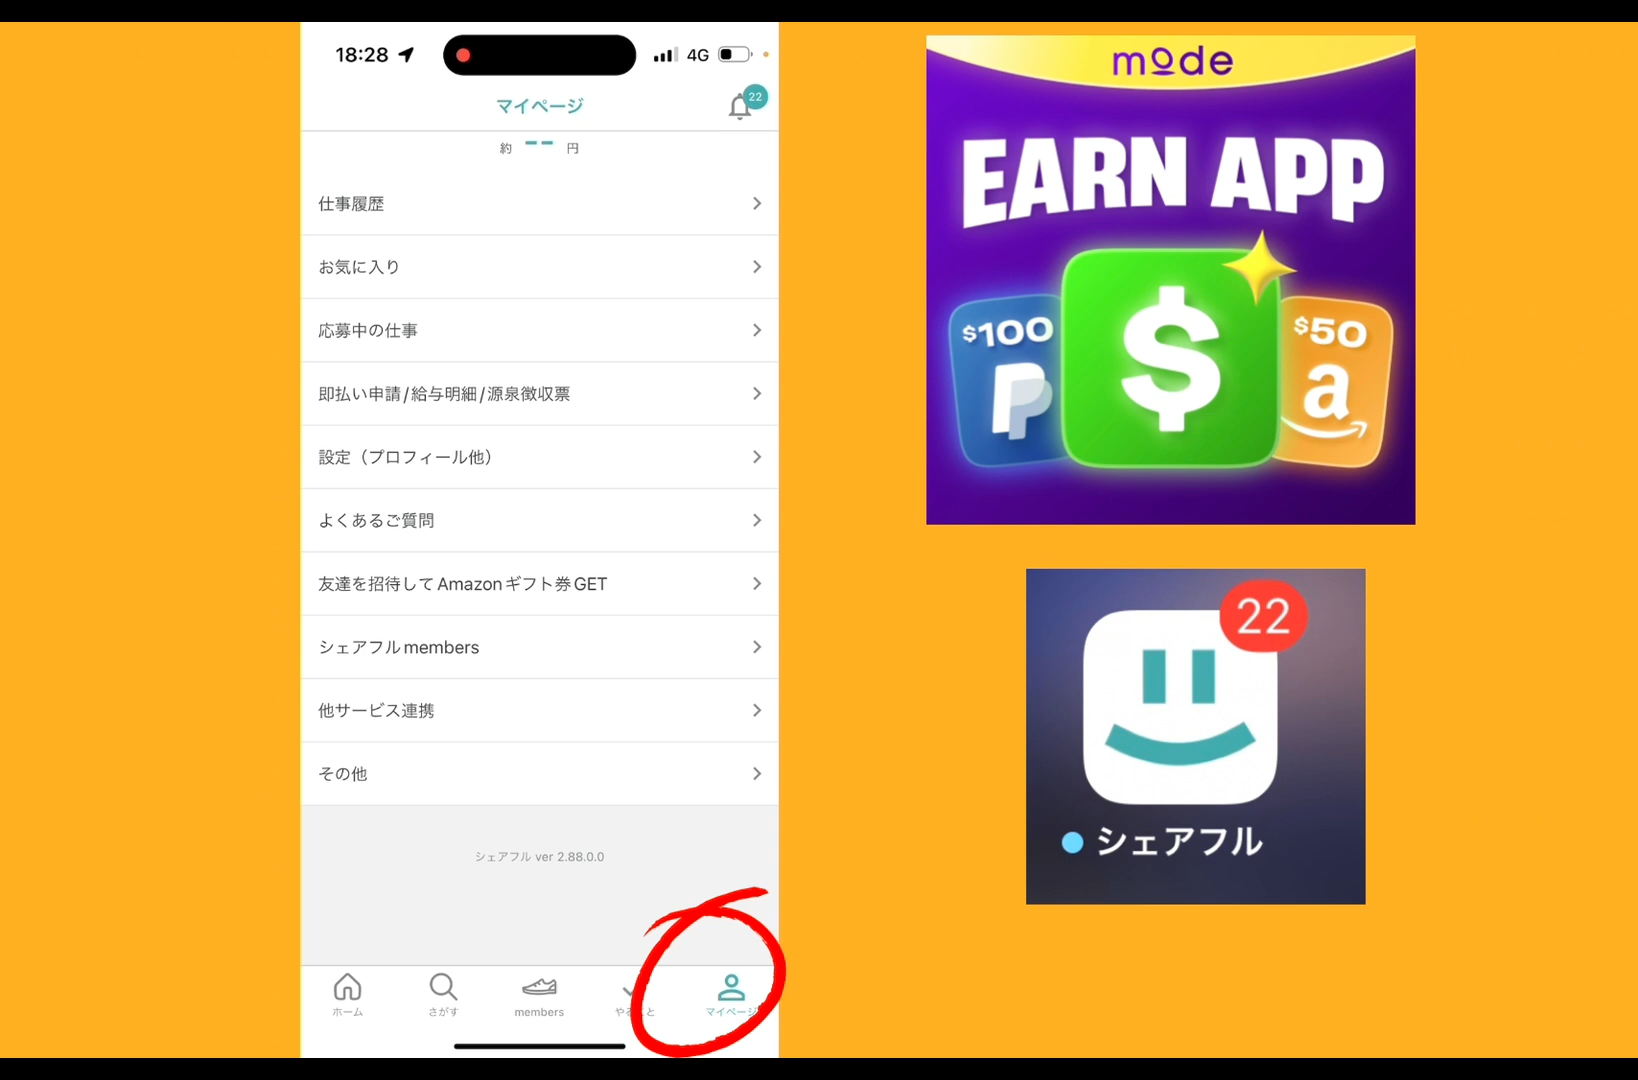 18:28
4G
マイページ
22
約 -- 円
仕事履歴
お気に入り
応募中の仕事
即払い申請/給与明細/源泉徴収票
設定（プロフィール他）
よくあるご質問
友達を招待してAmazonギフト券GET
シェアフルmembers
他サービス連携
その他
シェアフル ver 2.88.0.0
ホーム
さがす
members
マイページ
mode
EARN APP
$100
$
$50
a
22
シェアフル